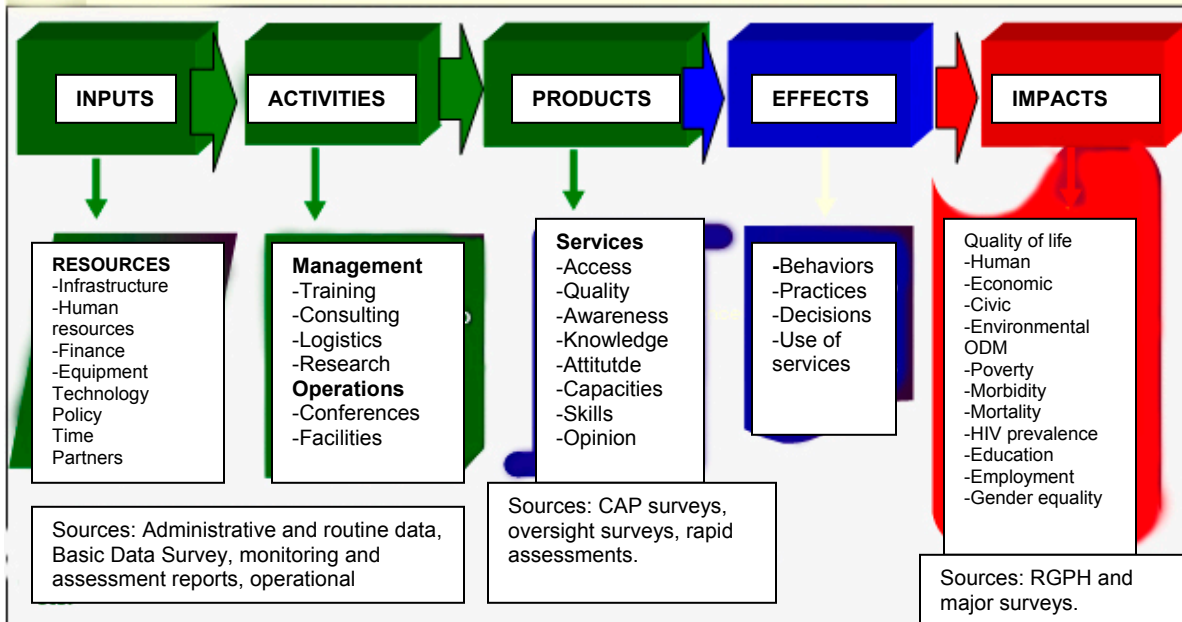 INPUTS
ACTIVITIES
PRODUCTS
EFFECTS
IMPACTS
RESOURCES
-Infrastructure
-Human
resources
-Finance
-Equipment
Technology
Policy
Time
Partners
Management
-Training
-Consulting
-Logistics
-Research
Operations
-Conferences
-Facilities
Services
-Access
-Quality
-Awareness
-Knowledge
-Attitutde
-Capacities
-Skills
-Opinion
-Behaviors
-Practices
-Decisions
-Use of
services
Quality of life
-Human
-Economic
-Civic
-Environmental
ODM
-Poverty
-Morbidity
-Mortality
-HIV prevalence
-Education
-Employment
-Gender equality
Sources: Administrative and routine data,
Basic Data Survey, monitoring and
assessment reports, operational
Sources: CAP surveys,
oversight surveys, rapid
assessments.
Sources: RGPH and
major surveys.